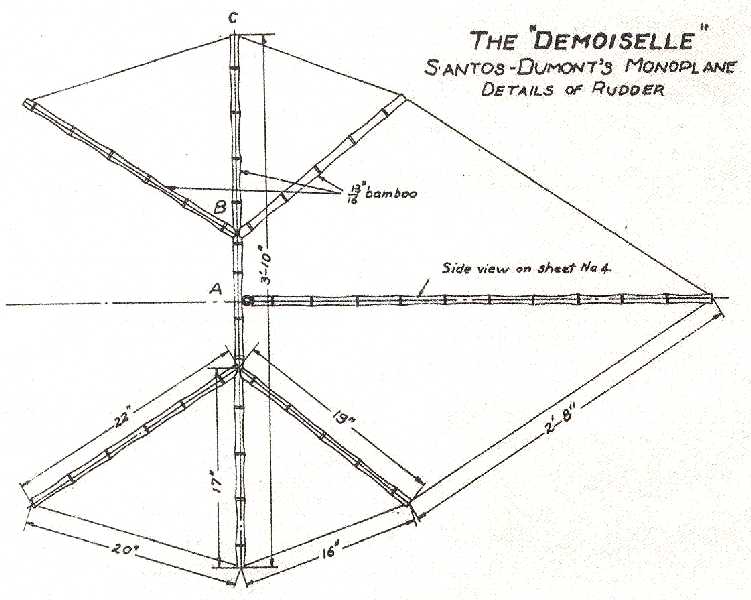 C
THE "DEMOISELLE"
SANTOS-DUMONT'S MONOPLANE
DETAILS OF RUDDER
B
13/16" bamboo
3'-10"
Side view on sheet No 4
A
22"
19"
17"
2'-8"
20"
16"